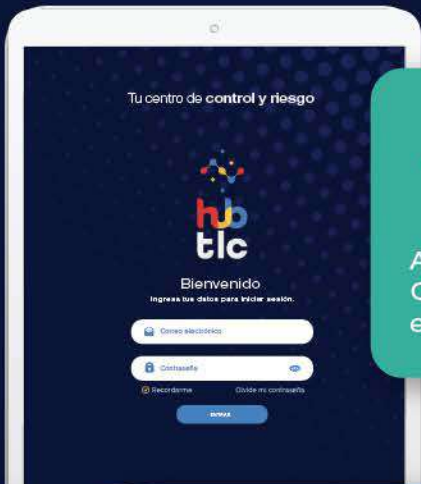 Tu centro de control y riesgo
hub
tlc
Bienvenido
Ingresa tus datos para iniciar sesión.
Correo electrónico
Contraseña
Recordarme
Olvide mi contraseña
A
C
e